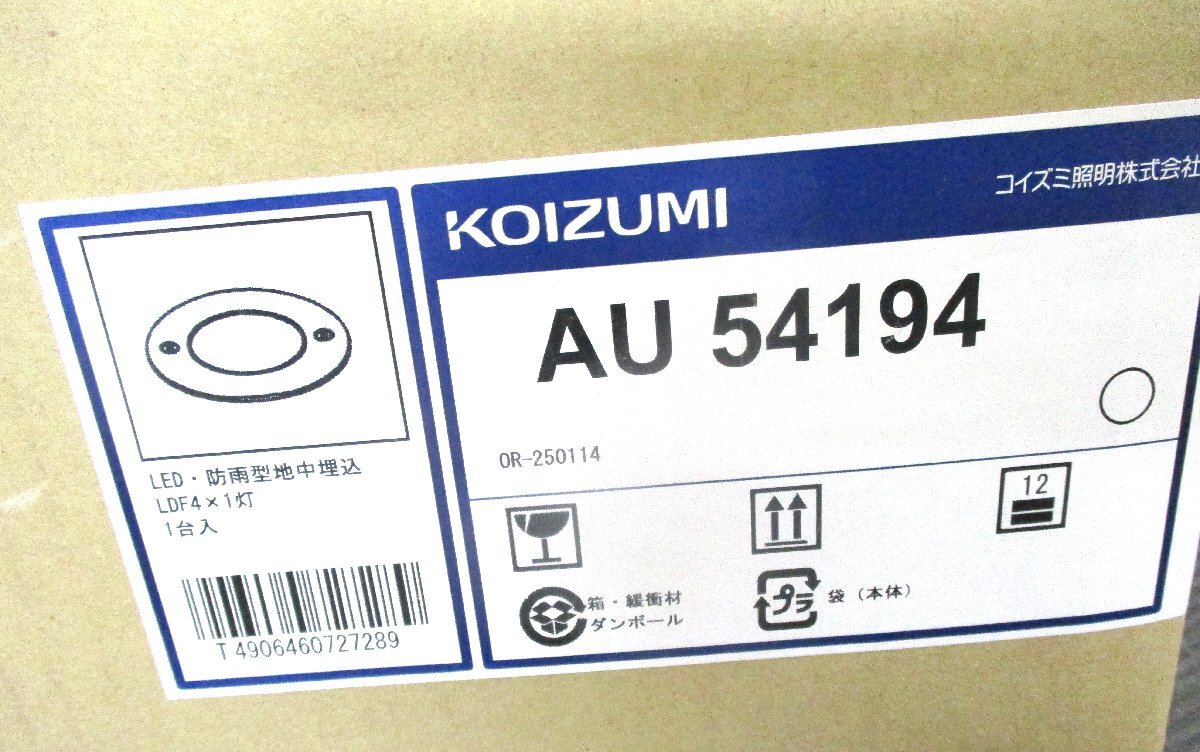 KOIZUMI
コイズミ照明株式会社
AU 54194
OR-250114
LED・防雨型地中埋込
LDF4×1灯
1台入
T4906460727289
12
箱・緩衝材
ダンボール
プラ
袋（本体）